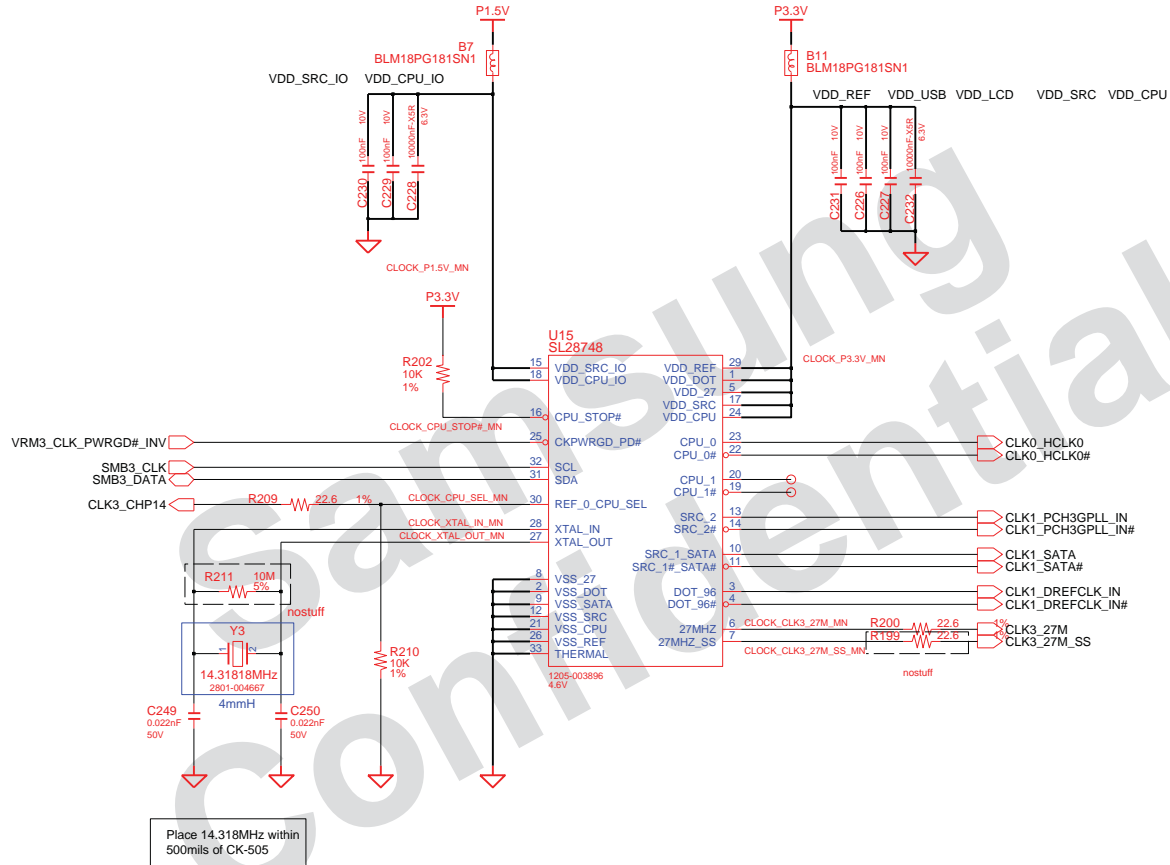 P1.5V
P3.3V
B7
BLM18PG181SN1
B11
BLM18PG181SN1
VDD_SRC_IO VDD_CPU_IO
VDD_REF VDD_USB VDD_LCD VDD_SRC VDD_CPU
100nF 10V
100nF 10V
10000nF-X5R
6.3V
C230
C229
C228
100nF 10V
100nF 10V
100nF 10V
10000nF-X5R
6.3V
C231
C226
C227
C232
CLOCK_P1.5V_MN
P3.3V
R202
10K
1%
U15
SL28748
CLOCK_P3.3V_MN
15 VDD_SRC_IO
18 VDD_CPU_IO
VDD_REF 29
VDD_DOT 1
VDD_27 5
VDD_SRC 17
VDD_CPU 24
16 CPU_STOP#
CLOCK_CPU_STOP#_MN
VRM3_CLK_PWRGD#_INV 25 CKPWRGD_PD#
CPU_0 23 CLK0_HCLK0
CPU_0# 22 CLK0_HCLK0#
SMB3_CLK 32 SCL
SMB3_DATA 31 SDA
CPU_1 20
CPU_1# 19
CLK3_CHP14 R209 22.6 1% CLOCK_CPU_SEL_MN 30 REF_0_CPU_SEL
SRC_2 13 CLK1_PCH3GPLL_IN
SRC_2# 14 CLK1_PCH3GPLL_IN#
CLOCK_XTAL_IN_MN 28 XTAL_IN
CLOCK_XTAL_OUT_MN 27 XTAL_OUT
SRC_1_SATA 10 CLK1_SATA
SRC_1#_SATA# 11 CLK1_SATA#
R211 10M
5%
nostuff
8 VSS_27
2 VSS_DOT
9 VSS_SATA
12 VSS_SRC
21 VSS_CPU
26 VSS_REF
33 THERMAL
DOT_96 3 CLK1_DREFCLK_IN
DOT_96# 4 CLK1_DREFCLK_IN#
27MHZ 6 CLOCK_CLK3_27M_MN R200 22.6 1% CLK3_27M
27MHZ_SS 7 CLOCK_CLK3_27M_SS_MN R199 22.6 CLK3_27M_SS
nostuff
Y3
1 2
14.31818MHz
2801-004667
4mmH
R210
10K
1%
1205-003896
4.6V
C249
0.022nF
50V
C250
0.022nF
50V
Place 14.318MHz within
500mils of CK-505
Samsung
Confidential